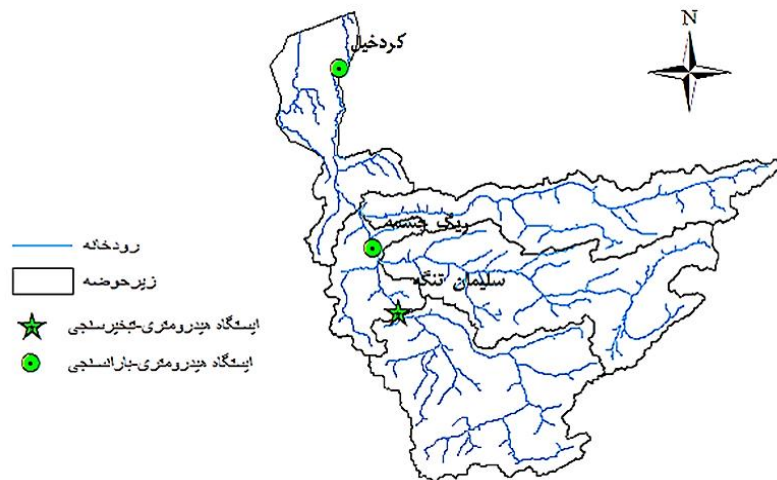 N
کردخیل
ریگ چشمه
سلیمان تنگه
رودخانه
زیرحوضه
ایستگاه هیدرومتری-تبخیرسنجی
ایستگاه هیدرومتری-بارانسنجی